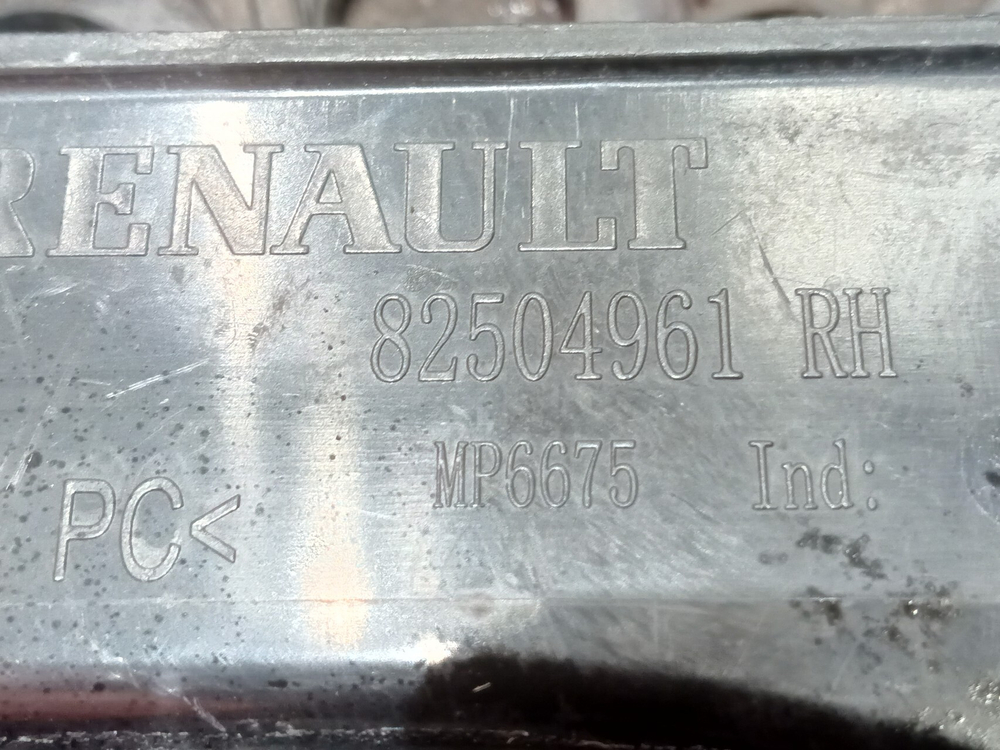 RENAULT
82504961 RH
MP6675 Ind:
PC<